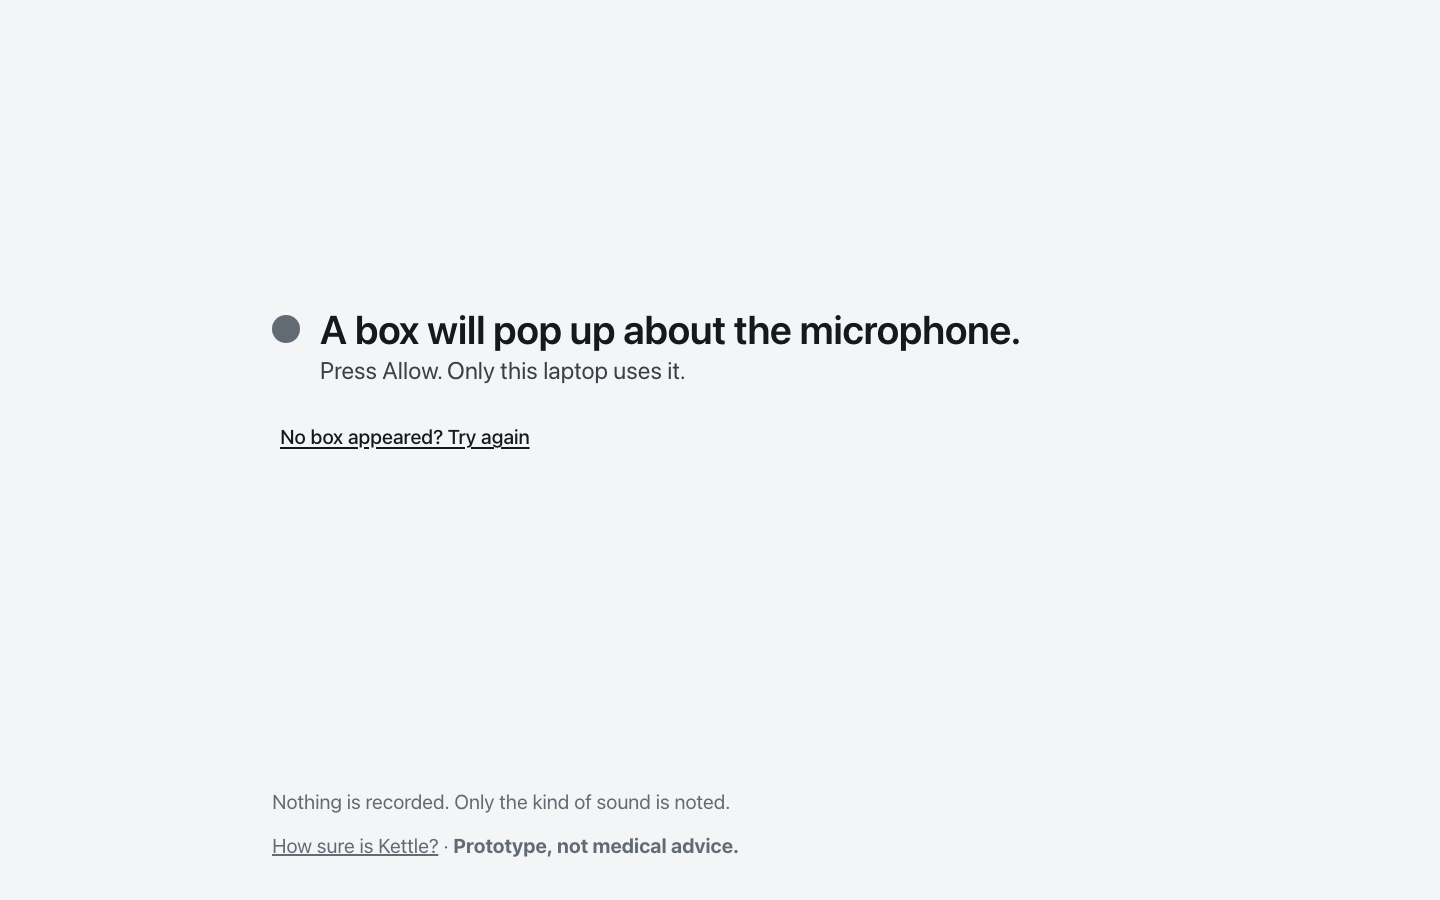 A box will pop up about the microphone.
Press Allow. Only this laptop uses it.
No box appeared? Try again
Nothing is recorded. Only the kind of sound is noted.
How sure is Kettle? · Prototype, not medical advice.